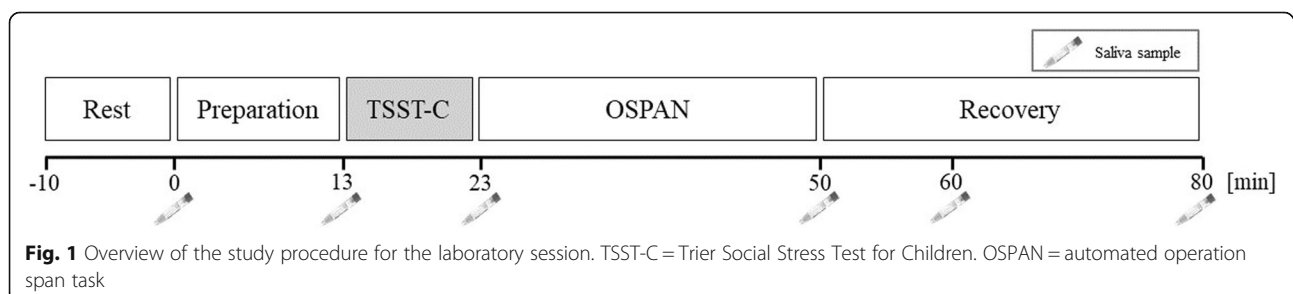 Saliva sample
Rest Preparation TSST-C OSPAN Recovery
-10 0 13 23 50 60 80 [min]
Fig. 1 Overview of the study procedure for the laboratory session. TSST-C = Trier Social Stress Test for Children. OSPAN = automated operation
span task